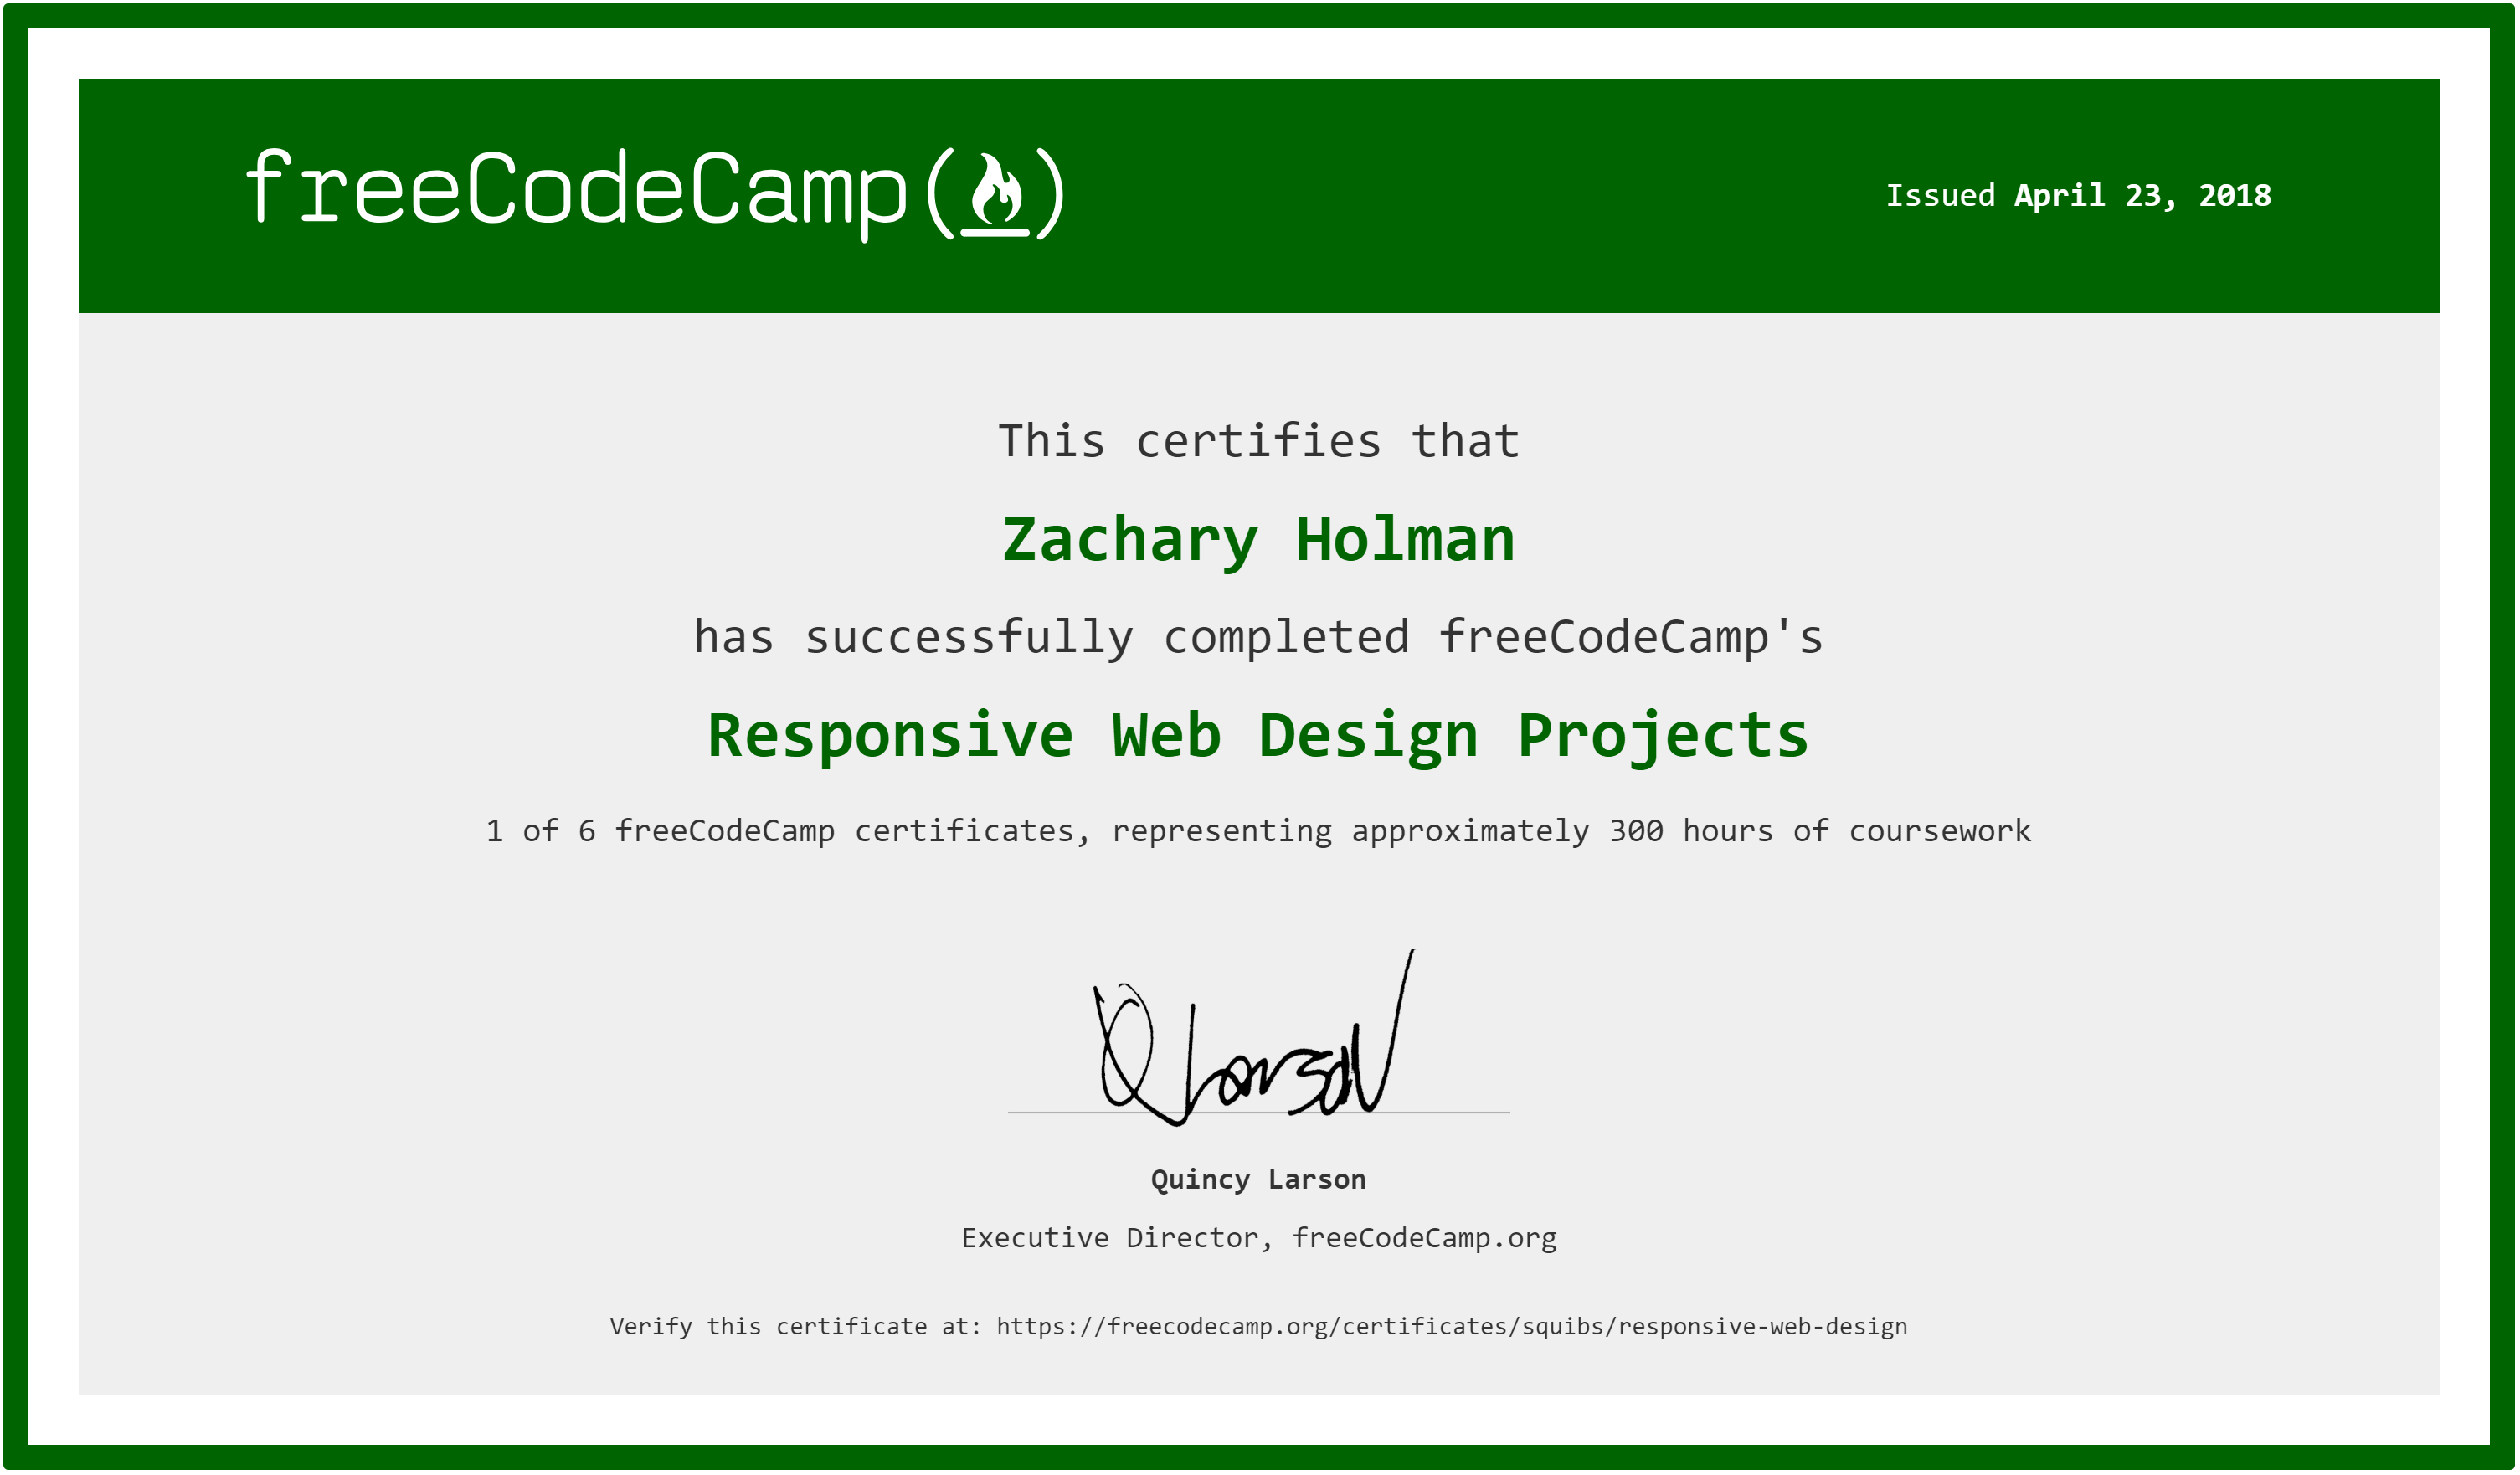 freeCodeCamp(🔥)
Issued April 23, 2018
This certifies that
Zachary Holman
has successfully completed freeCodeCamp's
Responsive Web Design Projects
1 of 6 freeCodeCamp certificates, representing approximately 300 hours of coursework
Q Larson
Quincy Larson
Executive Director, freeCodeCamp.org
Verify this certificate at: https://freecodecamp.org/certificates/squibs/responsive-web-design